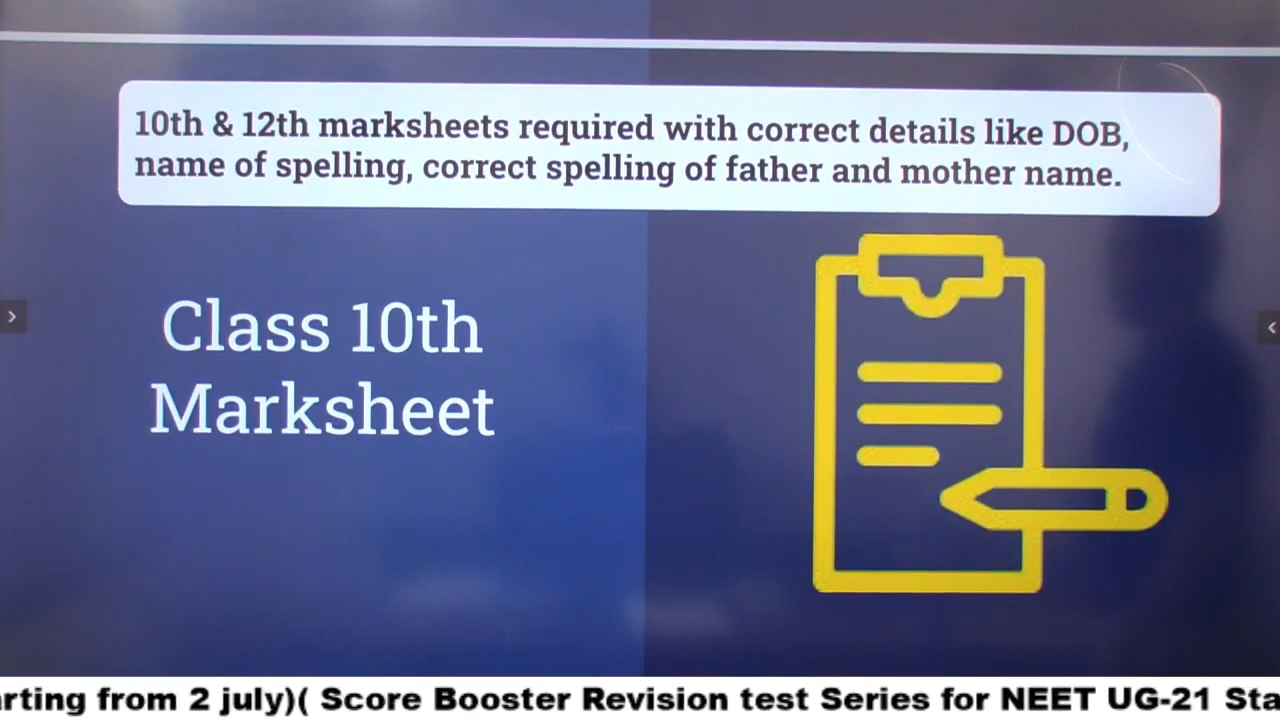 10th & 12th marksheets required with correct details like DOB,
name of spelling, correct spelling of father and mother name.
Class 10th
Marksheet
rting from 2 july)( Score Booster Revision test Series for NEET UG-21 Sta